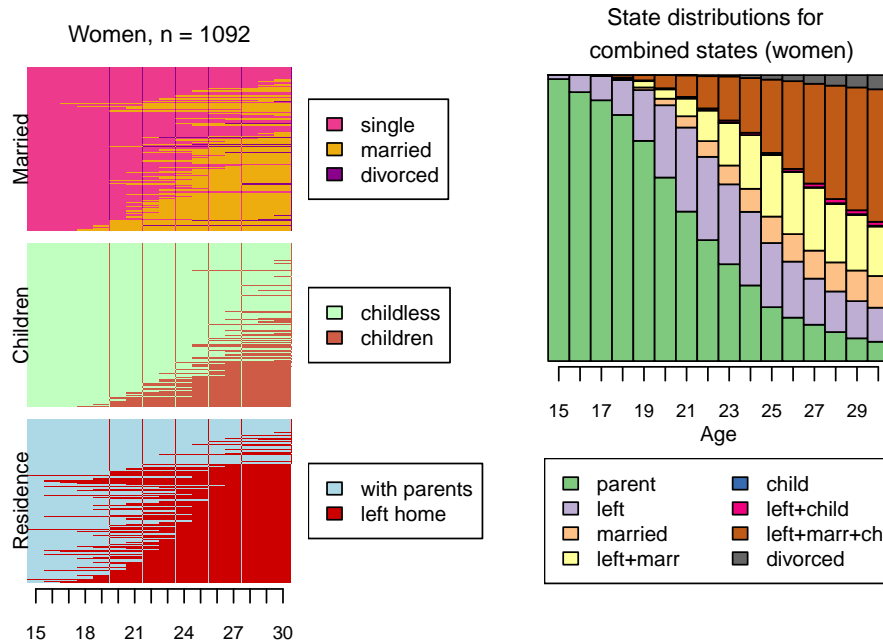 Women, n = 1092
Married
single
married
divorced
Children
childless
children
Residence
with parents
left home
15 18 21 24 27 30
State distributions for
combined states (women)
15 17 19 21 23 25 27 29
Age
parent
left
married
left+marr
child
left+child
left+marr+ch
divorced